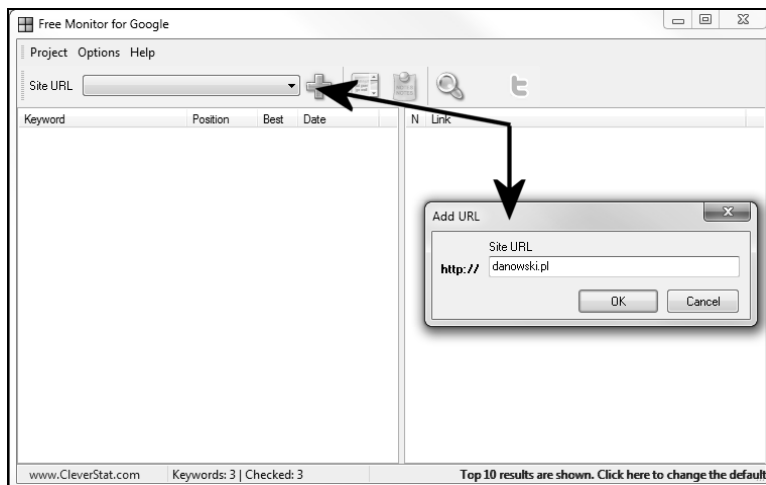 Free Monitor for Google
Project Options Help
Site URL
Keyword Position Best Date N Link
Add URL
Site URL
http:// danowski.pl
OK Cancel
www.CleverStat.com Keywords: 3 | Checked: 3 Top 10 results are shown. Click here to change the default